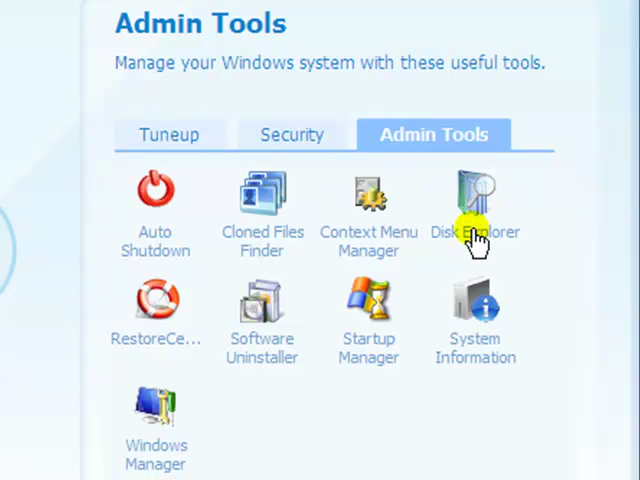 Admin Tools
Manage your Windows system with these useful tools.
Tuneup Security Admin Tools
Auto Shutdown
Cloned Files Finder
Context Menu Manager
Disk Explorer
RestoreCe...
Software Uninstaller
Startup Manager
System Information
Windows Manager